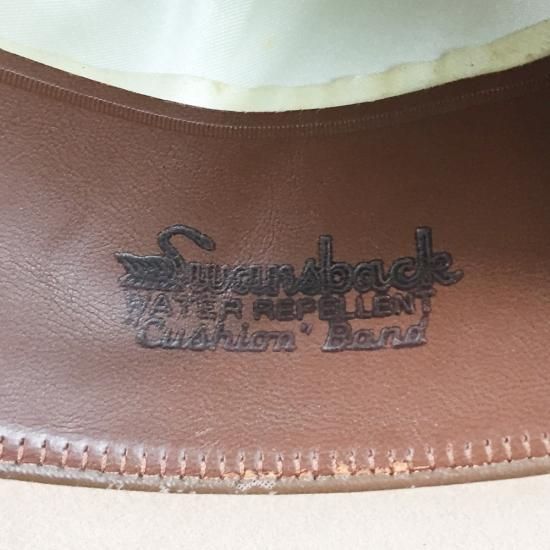 Swansback
WATER REPELLENT
"Cushion" Band